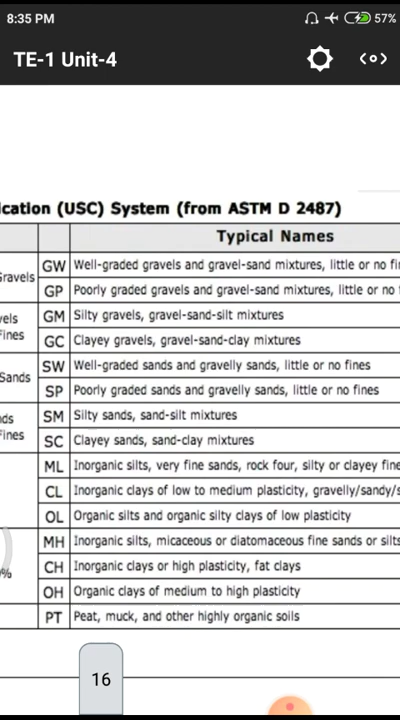 8:35 PM 57%
TE-1 Unit-4
ication (USC) System (from ASTM D 2487)
Typical Names
Gravels GW Well-graded gravels and gravel-sand mixtures, little or no fi
GP Poorly graded gravels and gravel-sand mixtures, little or no
vels GM Silty gravels, gravel-sand-silt mixtures
Fines GC Clayey gravels, gravel-sand-clay mixtures
Sands SW Well-graded sands and gravelly sands, little or no fines
SP Poorly graded sands and gravelly sands, little or no fines
nds SM Silty sands, sand-silt mixtures
Fines SC Clayey sands, sand-clay mixtures
ML Inorganic silts, very fine sands, rock four, silty or clayey fine
CL Inorganic clays of low to medium plasticity, gravelly/sandy/s
OL Organic silts and organic silty clays of low plasticity
MH Inorganic silts, micaceous or diatomaceous fine sands or silts
0% CH Inorganic clays or high plasticity, fat clays
OH Organic clays of medium to high plasticity
PT Peat, muck, and other highly organic soils
16